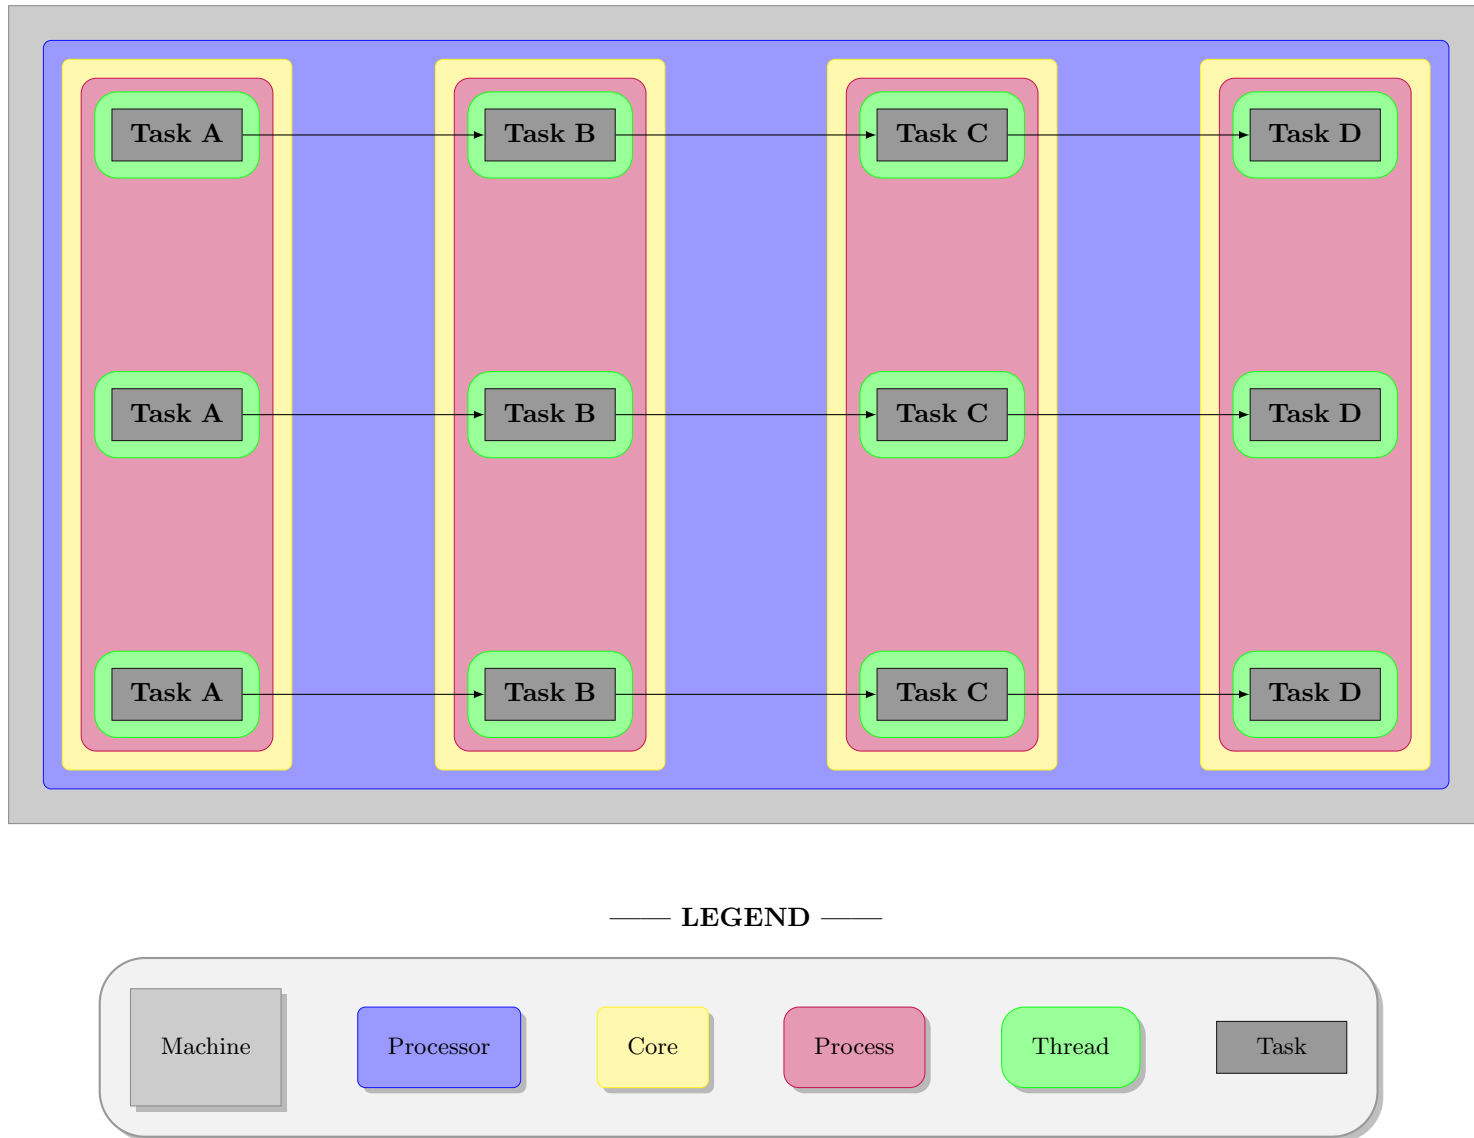 Task A Task B Task C Task D
Task A Task B Task C Task D
Task A Task B Task C Task D
LEGEND
Machine Processor Core Process Thread Task